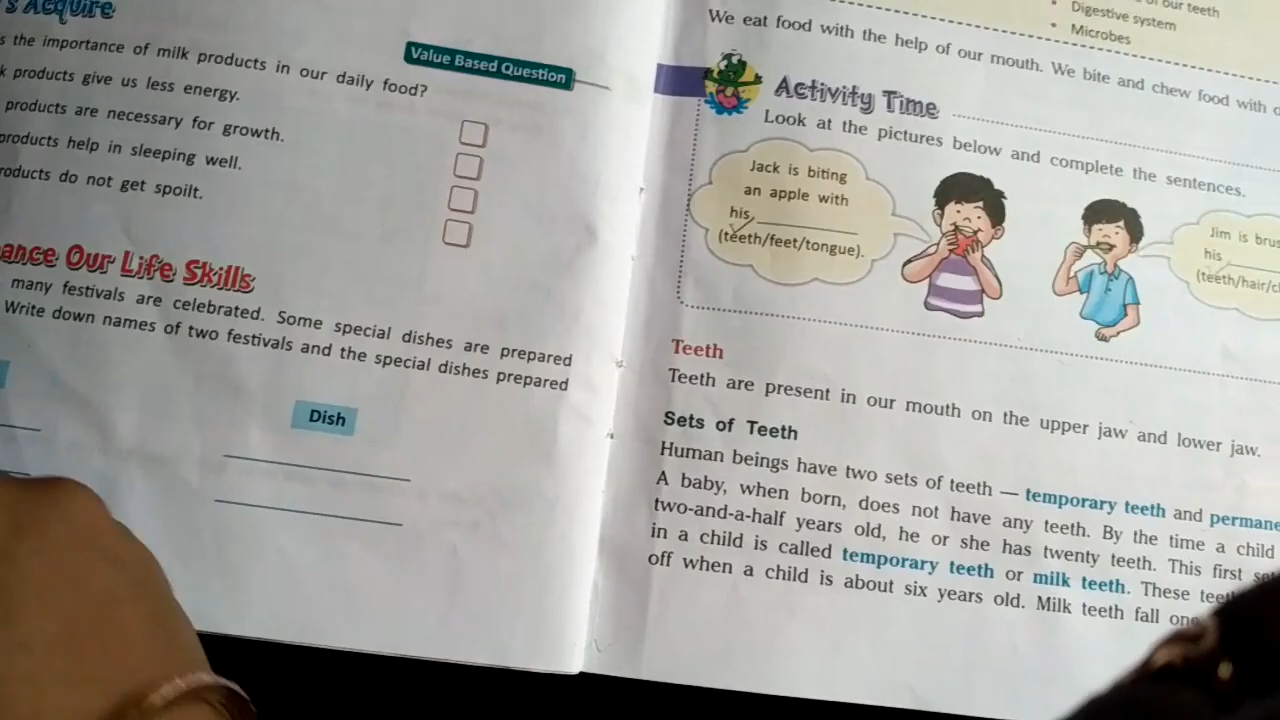 's Acquire
the importance of milk products in our daily food?
Value Based Question
products give us less energy.
products are necessary for growth.
products help in sleeping well.
do not get spoilt.
Our Life Skills
many festivals are celebrated. Some special dishes are prepared
Write down names of two festivals and the special dishes prepared
Dish
our teeth
• Digestive system
• Microbes
We eat food with the help of our mouth. We bite and chew food with
Activity Time
Look at the pictures below and complete the sentences.
Jack is biting
an apple with
his
(teeth/feet/tongue).
Jim is
his
(teeth/hair/
Teeth
Teeth are present in our mouth on the upper jaw and lower jaw.
Sets of Teeth
Human beings have two sets of teeth — temporary teeth and
A baby, when born, does not have any teeth. By the time a child
two-and-a-half years old, he or she has twenty teeth. This first
in a child is called temporary teeth or milk teeth. These
off when a child is about six years old. Milk teeth fall